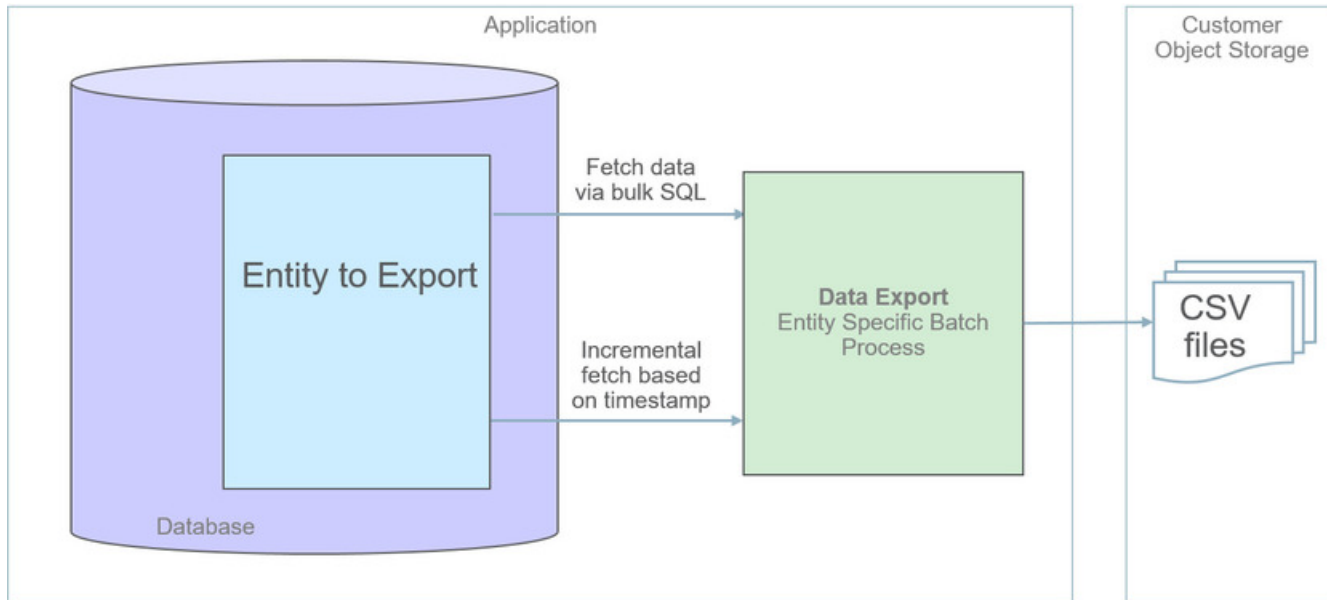 Application
Customer
Object Storage
Fetch data
via bulk SQL
Entity to Export
Data Export
Entity Specific Batch
Process
CSV
files
Incremental
fetch based
on timestamp
Database